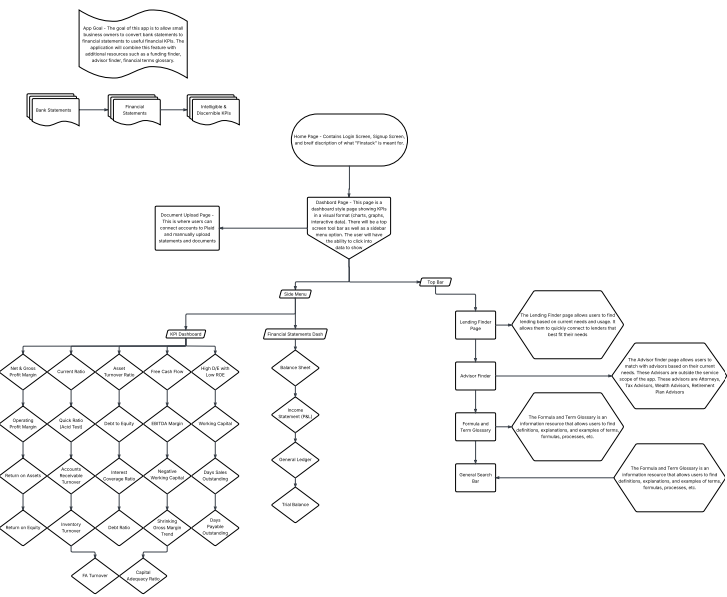 App Goal - The goal of this app is to allow small
business owners to convert bank statements to
financial statements to useful financial KPIs. The
application will combine this feature with
additional resources such as a funding finder,
advisor finder, financial terms glossary.
Bank Statements
Financial
Statements
Intelligible &
Discernible KPIs
Home Page - Contains Login Screen, Signup Screen,
and breif discription of what "Finstack" is meant for.
Dashbord Page - This page is a
dashboard style page showing KPIs
in a visual format (charts, graphs,
interactive data). There will be a top
screen tool bar as well as a sidebar
menu option. The user will have
the ability to click into
data to show
Document Upload Page -
This is where users can
connect accounts to Plaid
and mannually upload
statements and documents
Side Menu
Top Bar
KPI Dashboard
Financial Statements Dash
Net & Gross
Profit Margin
Current Ratio
Asset
Turnover Ratio
Free Cash Flow
High D/E with
Low ROE
Operating
Profit Margin
Quick Ratio
(Acid Test)
Debt to Equity
EBITDA Margin
Working Capital
Return on Assets
Accounts
Receivable
Turnover
Interest
Coverage Ratio
Negative
Working Capital
Days Sales
Outstanding
Return on Equity
Inventory
Turnover
Debt Ratio
Shrinking
Gross Margin
Trend
Days
Payable
Outstanding
FA Turnover
Capital
Adequacy Ratio
Balance Sheet
Income
Statement (P&L)
General Ledger
Trial Balance
Lending Finder
Page
The Lending Finder page allows users to find
lending based on current needs and usage. It
allows them to quickly connect to lenders that
best fit their needs.
Advisor Finder
The Advisor finder page allows users to
match with advisors based on their current
needs. These Advisors are outside the service
scope of the app. These advisors are Attorneys,
Tax Advisors, Wealth Advisors, Retirement
Plan Advisors
Formula and
Term Glossary
The Formula and Term Glossary is an
information resource that allows users to find
definitions, explanations, and examples of terms,
formulas, processes, etc.
General Search
Bar
The Formula and Term Glossary is an
information resource that allows users to find
definitions, explanations, and examples of terms,
formulas, processes, etc.